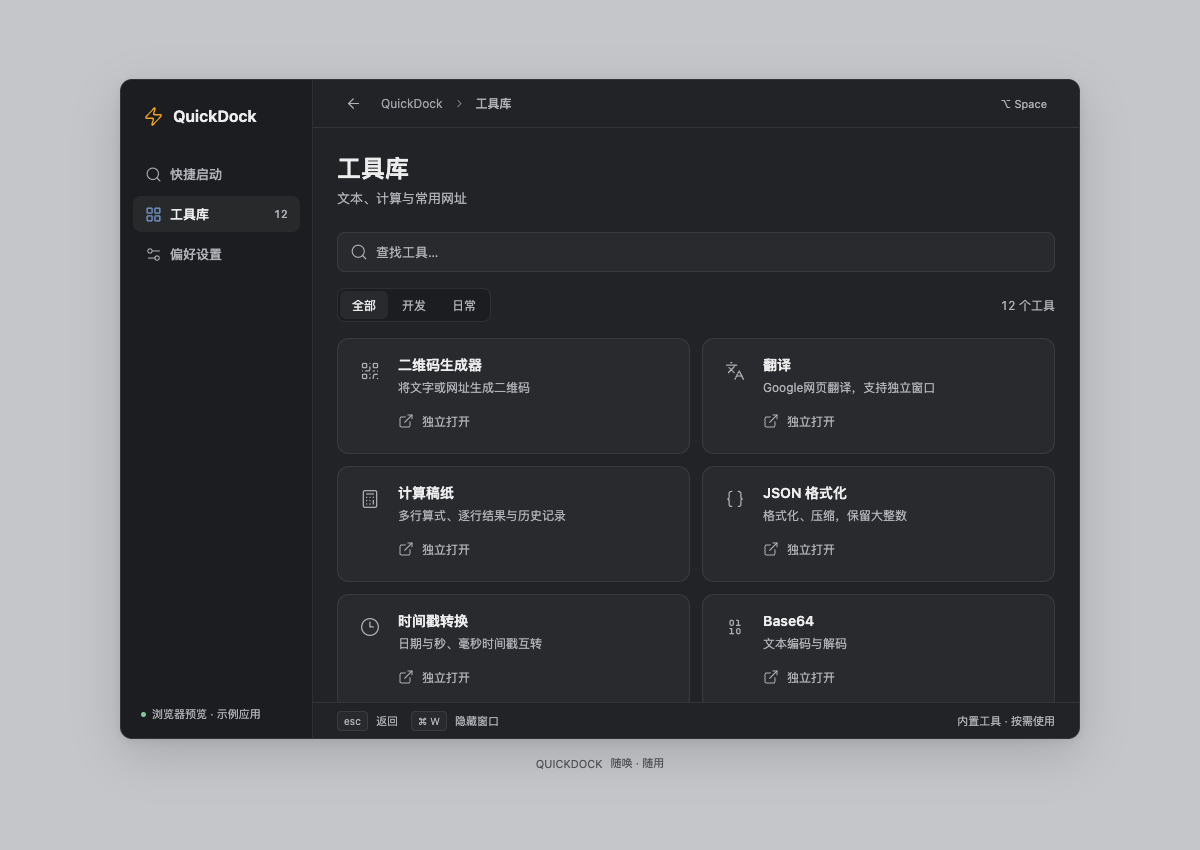 QuickDock
快捷启动
工具库 12
偏好设置
浏览器预览 · 示例应用
QuickDock 工具库
⌥ Space
工具库
文本、计算与常用网址
查找工具...
全部 开发 日常
12 个工具
二维码生成器
将文字或网址生成二维码
独立打开
翻译
Google网页翻译，支持独立窗口
独立打开
计算稿纸
多行算式、逐行结果与历史记录
独立打开
{ } JSON 格式化
格式化、压缩，保留大整数
独立打开
时间戳转换
日期与秒、毫秒时间戳互转
独立打开
01
10
Base64
文本编码与解码
独立打开
esc 返回 ⌘ W 隐藏窗口
内置工具 · 按需使用
QUICKDOCK 随唤 · 随用